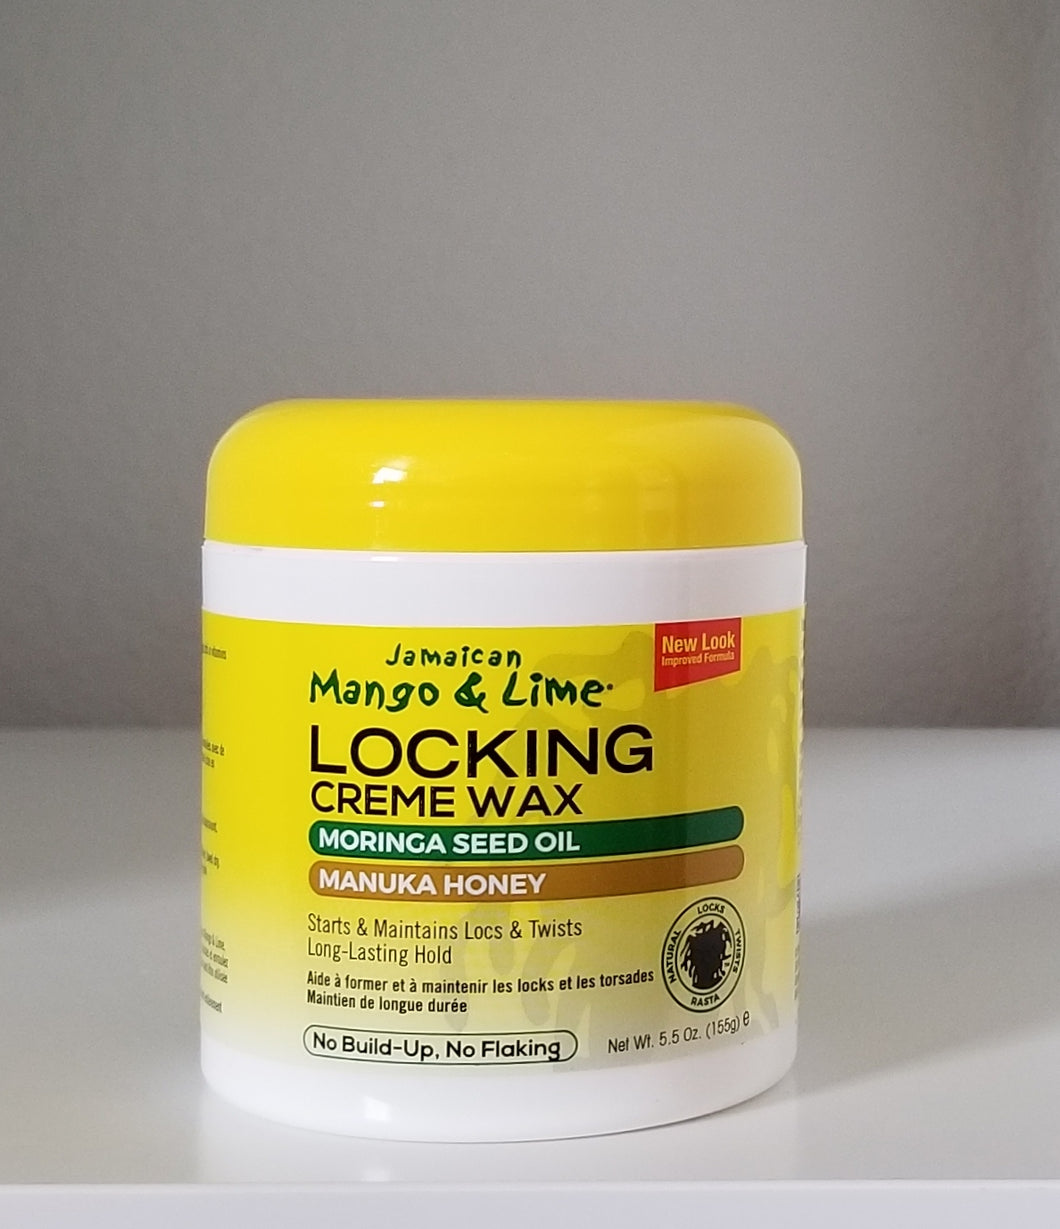 New Look
Improved Formula
Jamaican
Mango & Lime
LOCKING
CREME WAX
MORINGA SEED OIL
MANUKA HONEY
Starts & Maintains Locs & Twists
Long-Lasting Hold
Aide à former et à maintenir les locks et les torsades
Maintien de longue durée
LOCKS
TWISTS
RASTA
NATURAL
No Build-Up, No Flaking
Net Wt. 5.5 Oz. (155g) e